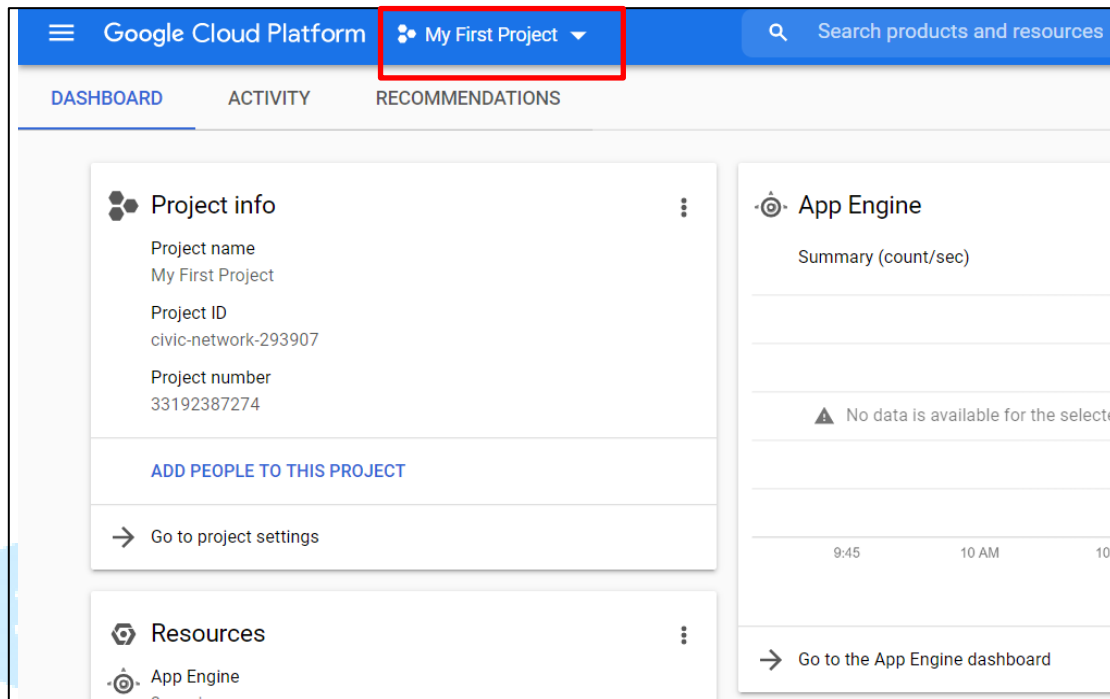 Google Cloud Platform My First Project Search products and resources
DASHBOARD ACTIVITY RECOMMENDATIONS
Project info
Project name
My First Project
Project ID
civic-network-293907
Project number
33192387274
ADD PEOPLE TO THIS PROJECT
Go to project settings
Resources
App Engine
App Engine
Summary (count/sec)
No data is available for the selecte
9:45 10 AM 10
Go to the App Engine dashboard